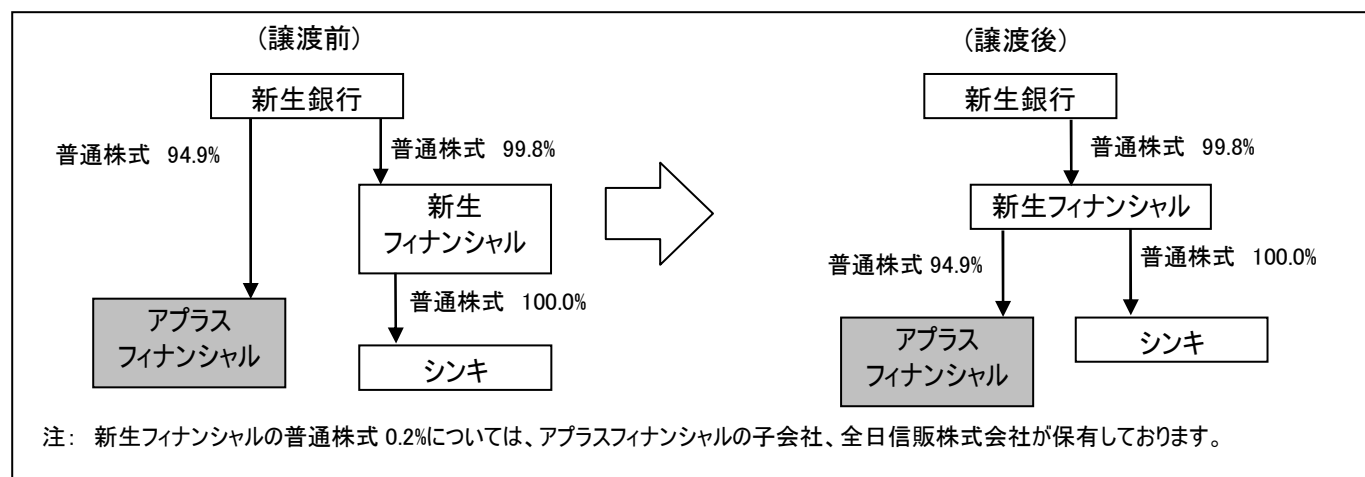 (譲渡前)
新生銀行
普通株式 94.9%
普通株式 99.8%
新生
フィナンシャル
普通株式 100.0%
アプラス
フィナンシャル
シンキ
(譲渡後)
新生銀行
普通株式 99.8%
新生フィナンシャル
普通株式 94.9%
普通株式 100.0%
アプラス
フィナンシャル
シンキ
注: 新生フィナンシャルの普通株式 0.2%については、アプラスフィナンシャルの子会社、全日信販株式会社が保有しております。